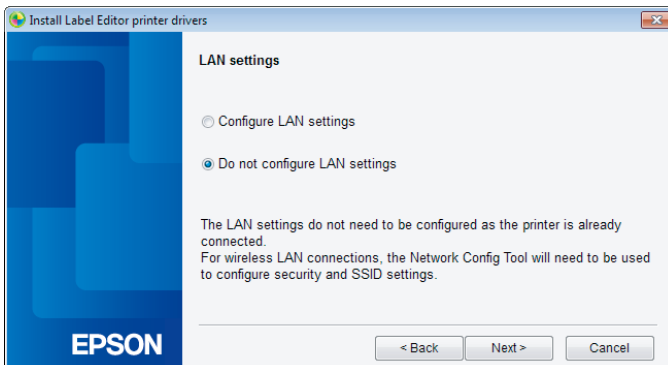 Install Label Editor printer drivers
LAN settings
Configure LAN settings
Do not configure LAN settings
The LAN settings do not need to be configured as the printer is already
connected.
For wireless LAN connections, the Network Config Tool will need to be used
to configure security and SSID settings.
EPSON
< Back
Next >
Cancel